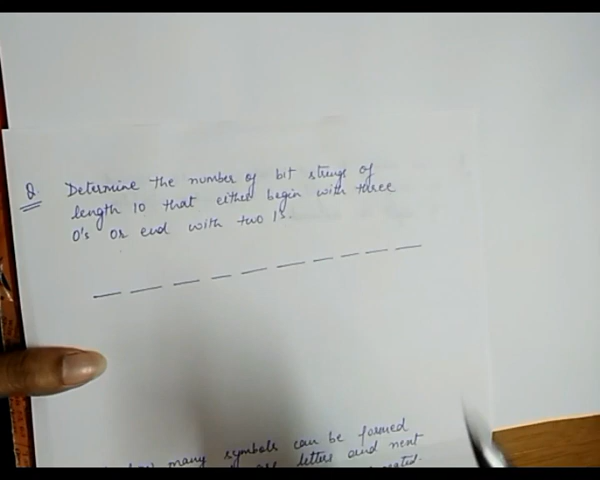 Q. Determine the number of bit strings of
length 10 that either begin with three
0's or end with two 1s.
many symbols can be formed
letters and next